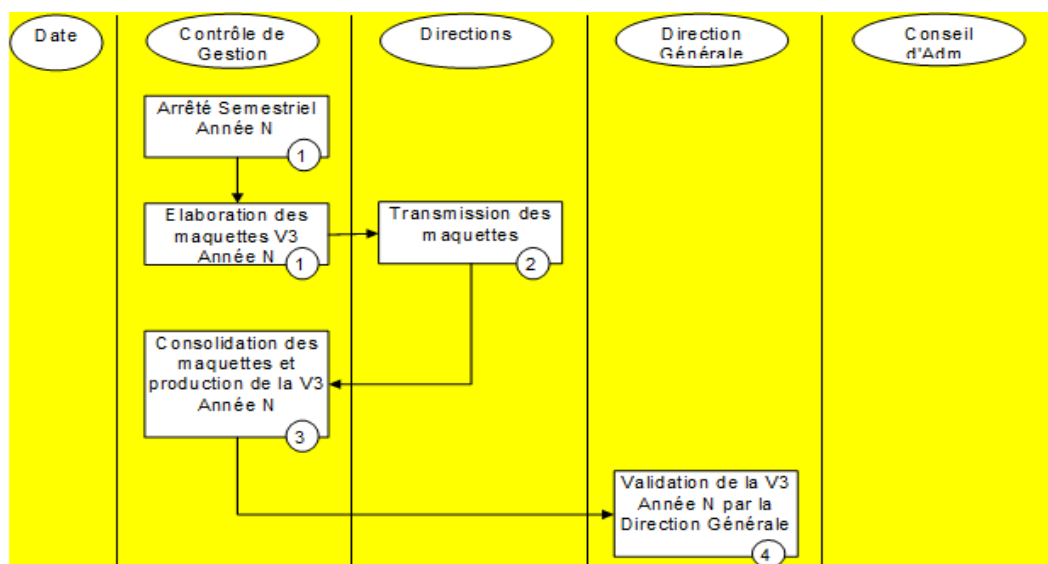 Date
Contrôle de
Gestion
Directions
Direction
Générale
Conseil
d'Adm
Arrêté Semestriel
Année N
1
Elaboration des
maquettes V3
Année N
1
Transmission des
maquettes
2
Consolidation des
maquettes et
production de la V3
Année N
3
Validation de la V3
Année N par la
Direction Générale
4